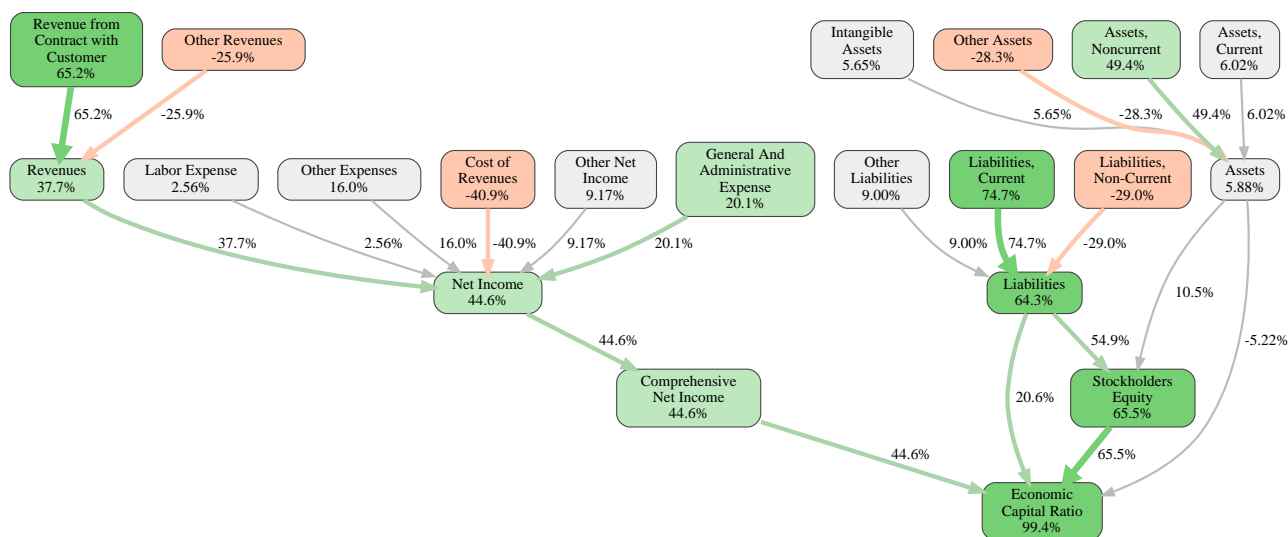 Revenue from
Contract with
Customer
65.2%
Other Revenues
-25.9%
Intangible
Assets
5.65%
Other Assets
-28.3%
Assets,
Noncurrent
49.4%
Assets,
Current
6.02%
65.2%
-25.9%
5.65%
-28.3%
49.4%
6.02%
Revenues
37.7%
Labor Expense
2.56%
Other Expenses
16.0%
Cost of
Revenues
-40.9%
Other Net
Income
9.17%
General And
Administrative
Expense
20.1%
Other
Liabilities
9.00%
Liabilities,
Current
74.7%
Liabilities,
Non-Current
-29.0%
Assets
5.88%
37.7%
2.56%
16.0%
-40.9%
9.17%
20.1%
9.00%
74.7%
-29.0%
Net Income
44.6%
Liabilities
64.3%
10.5%
-5.22%
44.6%
54.9%
Comprehensive
Net Income
44.6%
20.6%
Stockholders
Equity
65.5%
44.6%
65.5%
Economic
Capital Ratio
99.4%